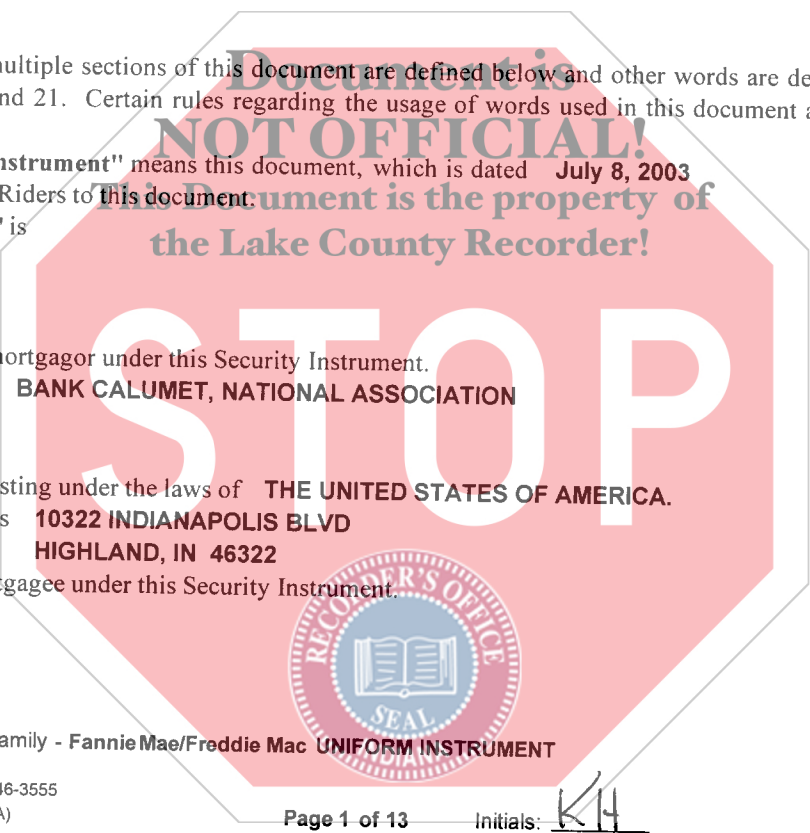 Document is
multiple sections of this document are defined below and other words are de
nd 21. Certain rules regarding the usage of words used in this document a
NOT OFFICIAL!
nstrument" means this document, which is dated July 8, 2003
This Document is the property of
Riders to this document.
" is
the Lake County Recorder!
STOP
nortgagor under this Security Instrument.
BANK CALUMET, NATIONAL ASSOCIATION
sting under the laws of THE UNITED STATES OF AMERICA.
s 10322 INDIANAPOLIS BLVD
HIGHLAND, IN 46322
tgagee under this Security Instrument.
RECORDER'S OFFICE
SEAL
INDIANA
amily - Fannie Mae/Freddie Mac UNIFORM INSTRUMENT
46-3555
A)
Page 1 of 13 Initials: KH